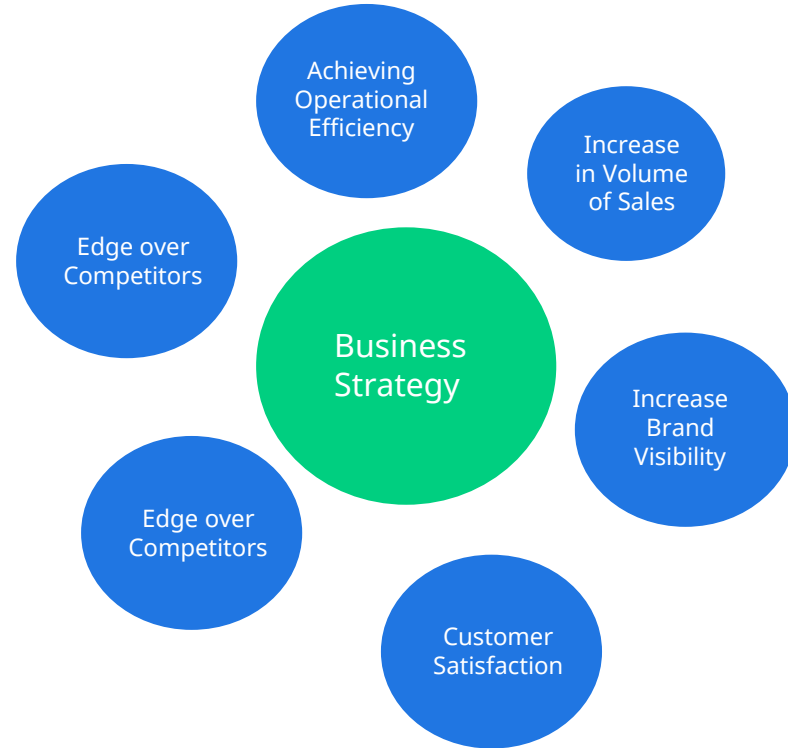 Achieving
Operational
Efficiency
Increase
in Volume
of Sales
Edge over
Competitors
Business
Strategy
Increase
Brand
Visibility
Edge over
Competitors
Customer
Satisfaction